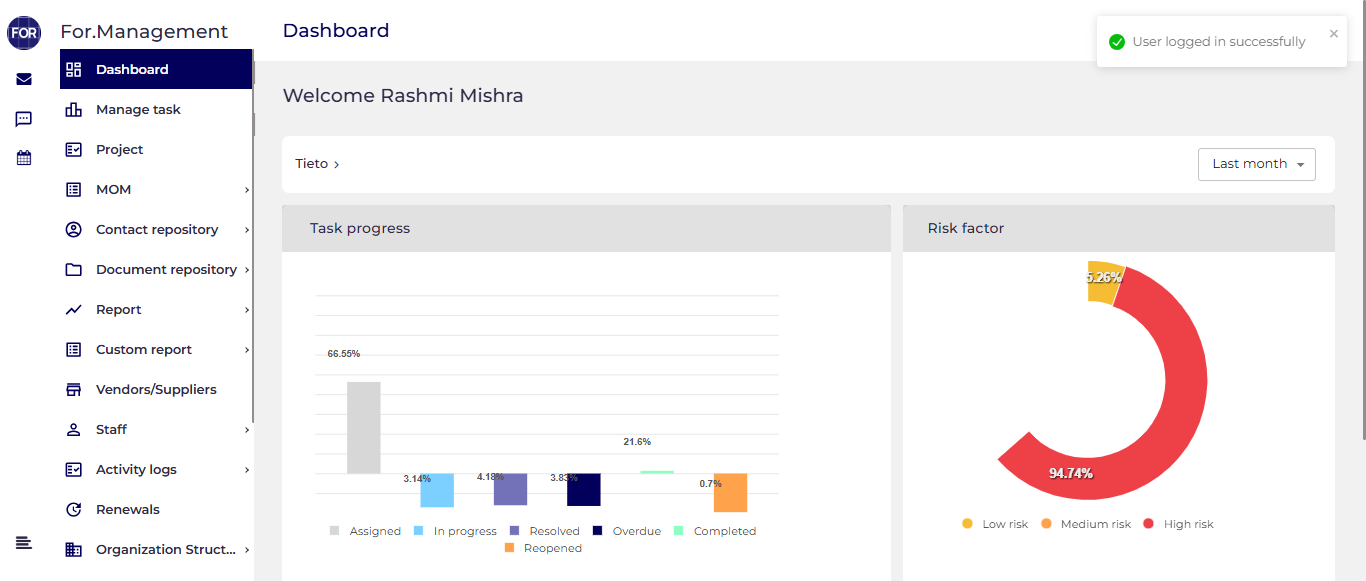 FOR
For.Management
Dashboard
Manage task
Project
MOM
Contact repository
Document repository
Report
Custom report
Vendors/Suppliers
Staff
Activity logs
Renewals
Organization Struct...
Dashboard
User logged in successfully
Welcome Rashmi Mishra
Tieto
Last month
Task progress
66.55%
3.14%
4.18%
3.83%
21.6%
0.7%
Assigned
In progress
Resolved
Overdue
Completed
Reopened
Risk factor
5.26%
94.74%
Low risk
Medium risk
High risk